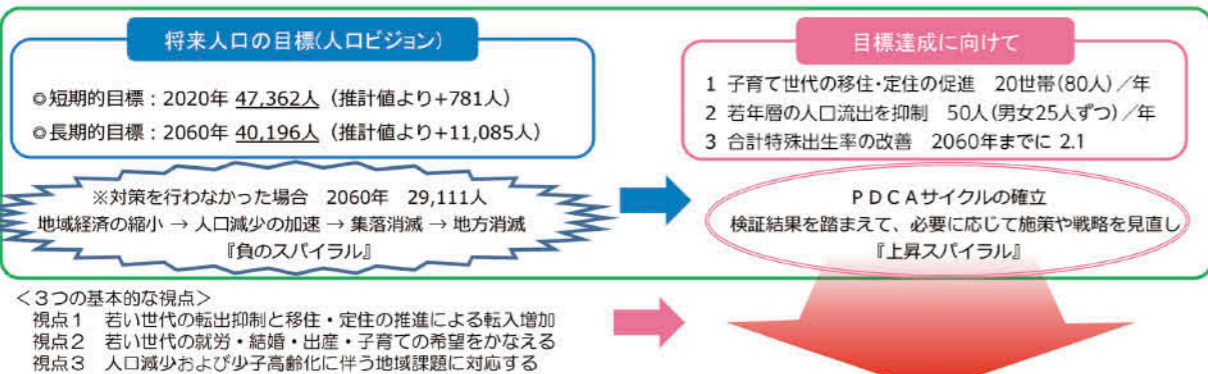 将来人口の目標(人口ビジョン)
◎短期的目標：2020年 47,362人（推計値より+781人）
◎長期的目標：2060年 40,196人（推計値より+11,085人）
※対策を行わなかった場合　2060年　29,111人
地域経済の縮小 → 人口減少の加速 → 集落消滅 → 地方消滅
『負のスパイラル』
目標達成に向けて
1 子育て世代の移住・定住の促進　20世帯(80人)／年
2 若年層の人口流出を抑制　50人(男女25人ずつ)／年
3 合計特殊出生率の改善　2060年までに 2.1
ＰＤＣＡサイクルの確立
検証結果を踏まえて、必要に応じて施策や戦略を見直し
『上昇スパイラル』
＜３つの基本的な視点＞
視点１　若い世代の転出抑制と移住・定住の推進による転入増加
視点２　若い世代の就労・結婚・出産・子育ての希望をかなえる
視点３　人口減少および少子高齢化に伴う地域課題に対応する